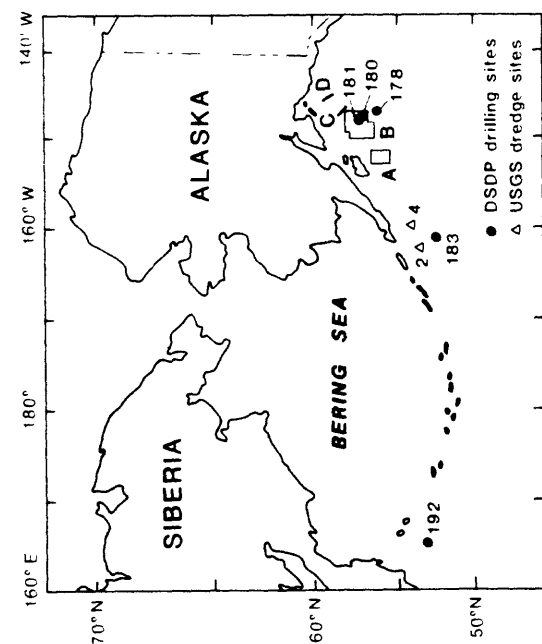 160° E
180°
160° W
140° W
70° N
60° N
50° N
SIBERIA
ALASKA
BERING SEA
C
D
181
180
178
B
A
4
2
183
192
● DSDP drilling sites
△ USGS dredge sites